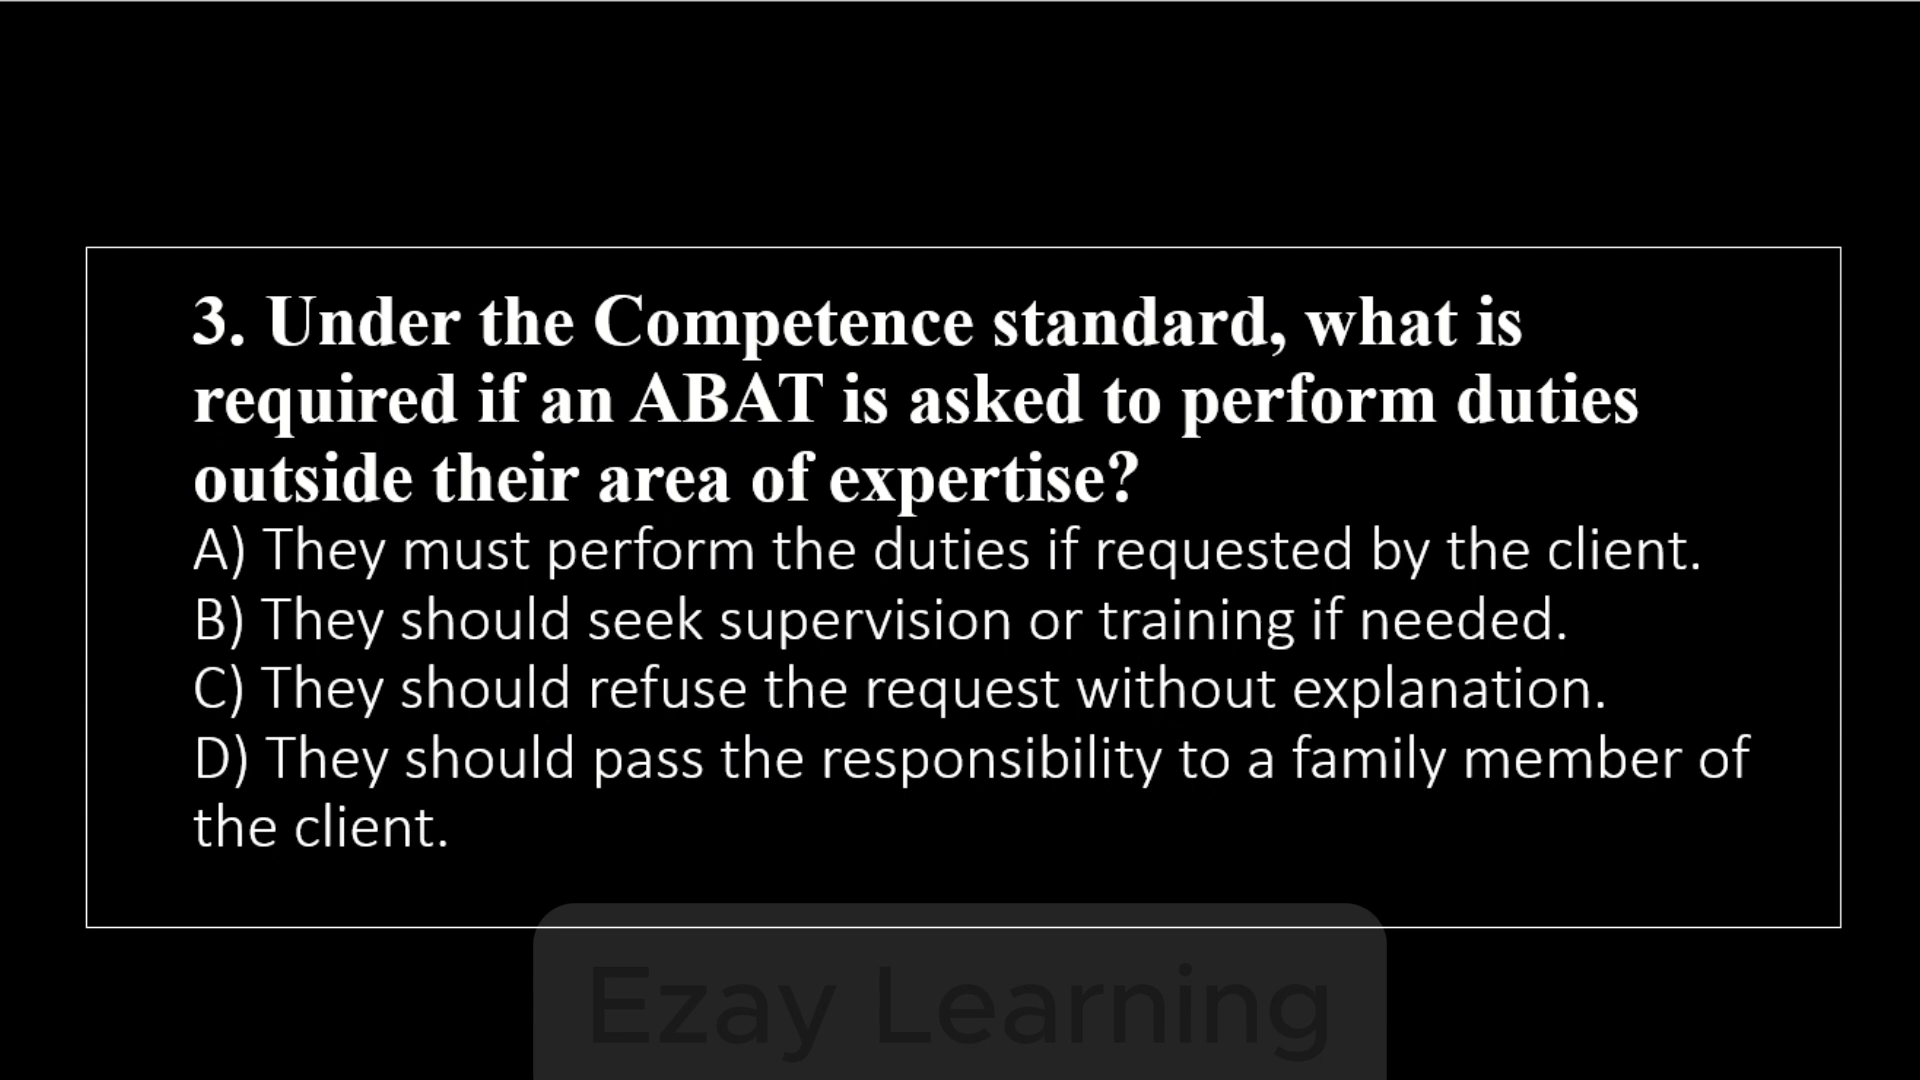 3. Under the Competence standard, what is
required if an ABAT is asked to perform duties
outside their area of expertise?
A) They must perform the duties if requested by the client.
B) They should seek supervision or training if needed.
C) They should refuse the request without explanation.
D) They should pass the responsibility to a family member of
the client.
Ezay Learning